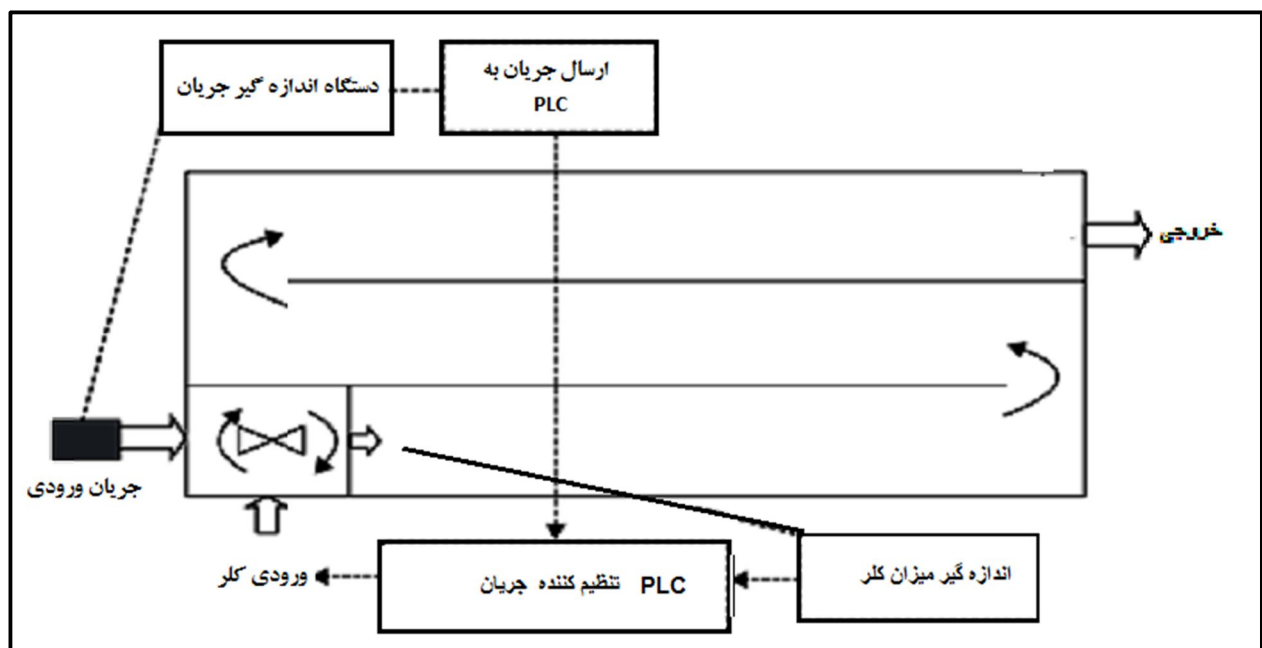 دستگاه اندازه گیر جریان
ارسال جریان به
PLC
خروجی
جریان ورودی
ورودی کلر
PLC تنظیم کننده جریان
اندازه گیر میزان کلر